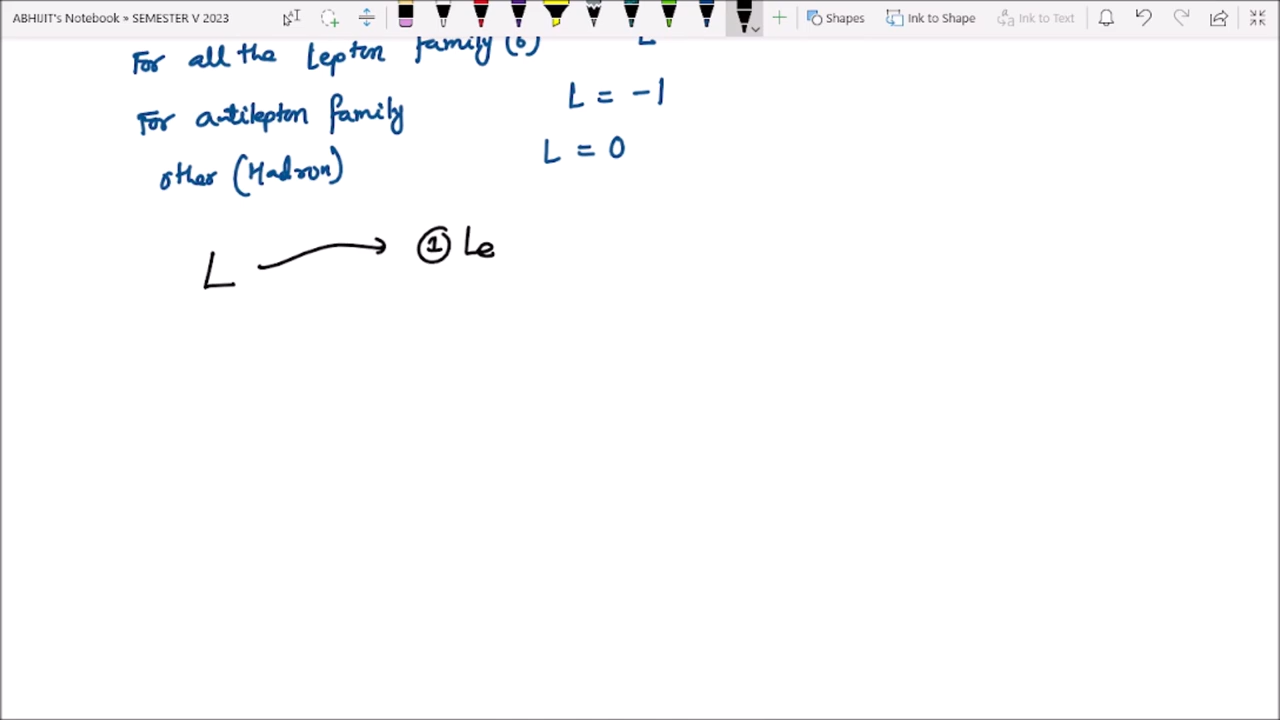 ABHIJIT's Notebook » SEMESTER V 2023 Shapes Ink to Shape Ink to Text
For all the Lepton family (6) L
For antilepton family L = -1
other (Hadron) L = 0
L → ① Le